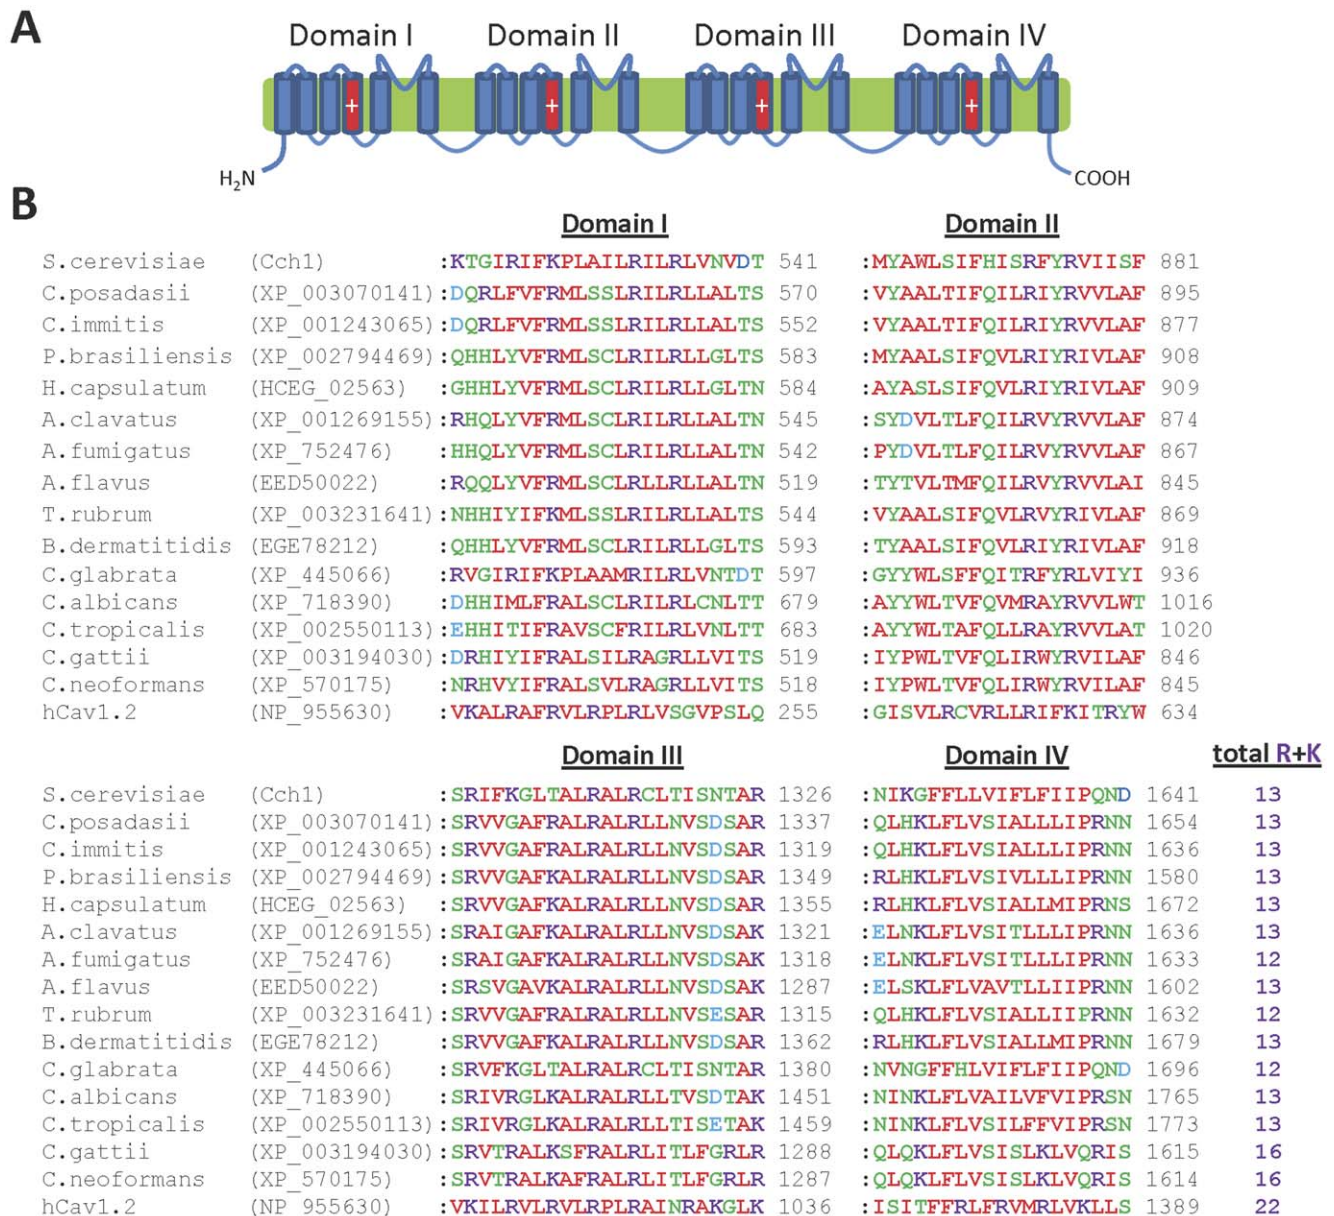 A
Domain I Domain II Domain III Domain IV
+ + + +
H₂N COOH
B
Domain I Domain II
S.cerevisiae (Cch1) :KTGIRIFKPLAILRILRLVNVDT 541 :MYAWLSIFHISRFYRVIISF 881
C.posadasii (XP_003070141) :DQRLFVFRMLSSLRILRLLALTS 570 :VYAALTIFQILRIYRVVLAF 895
C.immitis (XP_001243065) :DQRLFVFRMLSSLRILRLLALTS 552 :VYAALTIFQILRIYRVVLAF 877
P.brasiliensis (XP_002794469) :QHHLYVFRMLSCLRILRLLGLTS 583 :MYAALSIFQVLRIYRIVLAF 908
H.capsulatum (HCEG_02563) :GHHLYVFRMLSCLRILRLLGLTN 584 :AYASLSIFQVLRIYRIVLAF 909
A.clavatus (XP_001269155) :RHQLYVFRMLSCLRILRLLALTN 545 :SYDVLTLFQILRVYRVVLAF 874
A.fumigatus (XP_752476) :HHQLYVFRMLSCLRILRLLALTN 542 :PYDVLTLFQILRVYRVVLAF 867
A.flavus (EED50022) :RQQLYVFRMLSCLRLLRLLALTN 519 :TYTVLTMFQILRVYRVVLAI 845
T.rubrum (XP_003231641) :NHHIYIFKMLSSLRILRLLALTS 544 :VYAALSIFQVLRVYRIVLAF 869
B.dermatitidis (EGE78212) :QHHLYVFRMLSCLRILRLLGLTS 593 :TYAALSIFQVLRIYRIVLAF 918
C.glabrata (XP_445066) :RVGIRIFKPLAAMRILRLVNTDT 597 :GYYWLSFFQITRFYRLVIYI 936
C.albicans (XP_718390) :DHHIMLFRALSCLRILRLCNLTT 679 :AYYWLTVFQVMRAYRVVLWT 1016
C.tropicalis (XP_002550113) :EHHITIFRAVSCFRILRLVNLTT 683 :AYYWLTAFQLLRAYRVVLAT 1020
C.gattii (XP_003194030) :DRHIYIFRALSILRAGRLLVITS 519 :IYPWLTVFQLIRWYRVILAF 846
C.neoformans (XP_570175) :NRHVYIFRALSVLRAGRLLVITS 518 :IYPWLTVFQLIRWYRVILAF 845
hCav1.2 (NP_955630) :VKALRAFRVLRPLRLVSGVPSLQ 255 :GISVLRCVRLLRIFKITRYW 634
Domain III Domain IV total R+K
S.cerevisiae (Cch1) :SRIFKGLTALRALRCLTISNTAR 1326 :NIKGFFLLVIFLFIIPQND 1641 13
C.posadasii (XP_003070141) :SRVVGAFRALRALRLLNVSDSAR 1337 :QLHKLFLVSIALLLIPRNN 1654 13
C.immitis (XP_001243065) :SRVVGAFRALRALRLLNVSDSAR 1319 :QLHKLFLVSIALLLIPRNN 1636 13
P.brasiliensis (XP_002794469) :SRVVGAFKALRALRLLNVSDSAR 1349 :RLHKLFLVSIVLLLIPRNN 1580 13
H.capsulatum (HCEG_02563) :SRVVGAFKALRALRLLNVSDSAR 1355 :RLHKLFLVSIALLMIPRNS 1672 13
A.clavatus (XP_001269155) :SRAIGAFKALRALRLLNVSDSAK 1321 :ELNKLFLVSITLLLIPRNN 1636 13
A.fumigatus (XP_752476) :SRAIGAFKALRALRLLNVSDSAK 1318 :ELNKLFLVSITLLLIPRNN 1633 12
A.flavus (EED50022) :SRSVGAVKALRALRLLNVSDSAK 1287 :ELSKLFLVAVTLLIIPRNN 1602 13
T.rubrum (XP_003231641) :SRVVGAFKALRALRLLNVSESAR 1315 :QLHKLFLVSIALLIIPRNN 1632 12
B.dermatitidis (EGE78212) :SRVVGAFKALRALRLLNVSDSAR 1362 :RLHKLFLVSIALLMIPRNN 1679 13
C.glabrata (XP_445066) :SRVFKGLTALRALRCLTISNTAR 1380 :NVNGFFHLVIFLFIIPQND 1696 12
C.albicans (XP_718390) :SRIVRGLKALRALRLLTVSDTAK 1451 :NINKLFLVAILVFVIPRSN 1765 13
C.tropicalis (XP_002550113) :SRIVRGLKALRVLRLLTISETAK 1459 :NINKLFLVSILFFVIPRSN 1773 13
C.gattii (XP_003194030) :SRVTRALKSFRALRLITLFGRLR 1288 :QLQKLFLVSISLKLVQRIS 1615 16
C.neoformans (XP_570175) :SRVTRALKAFRALRLITLFGRLR 1287 :QLQKLFLVSISLKLVQRIS 1614 16
hCav1.2 (NP_955630) :VKILRVLRVLRPLRAINRAKGLK 1036 :ISITFFRLFRVMRLVKLLS 1389 22